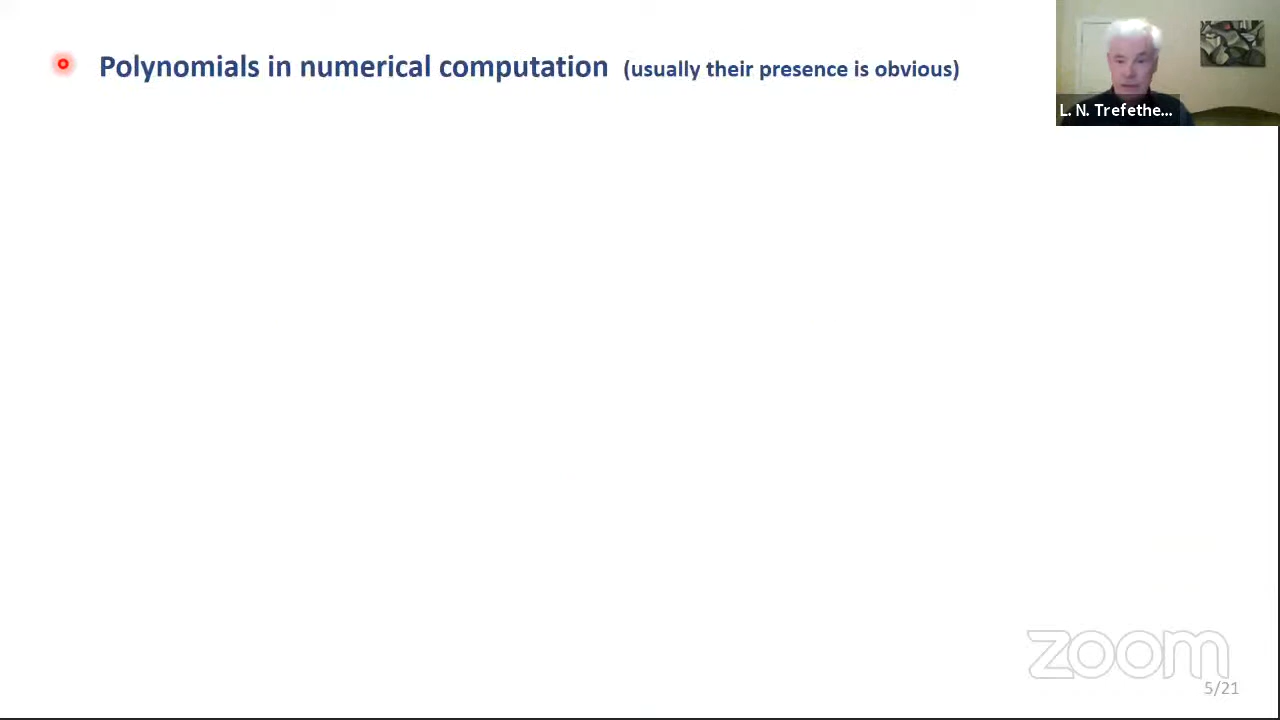 Polynomials in numerical computation (usually their presence is obvious)
L. N. Trefethe...
zoom
5/21